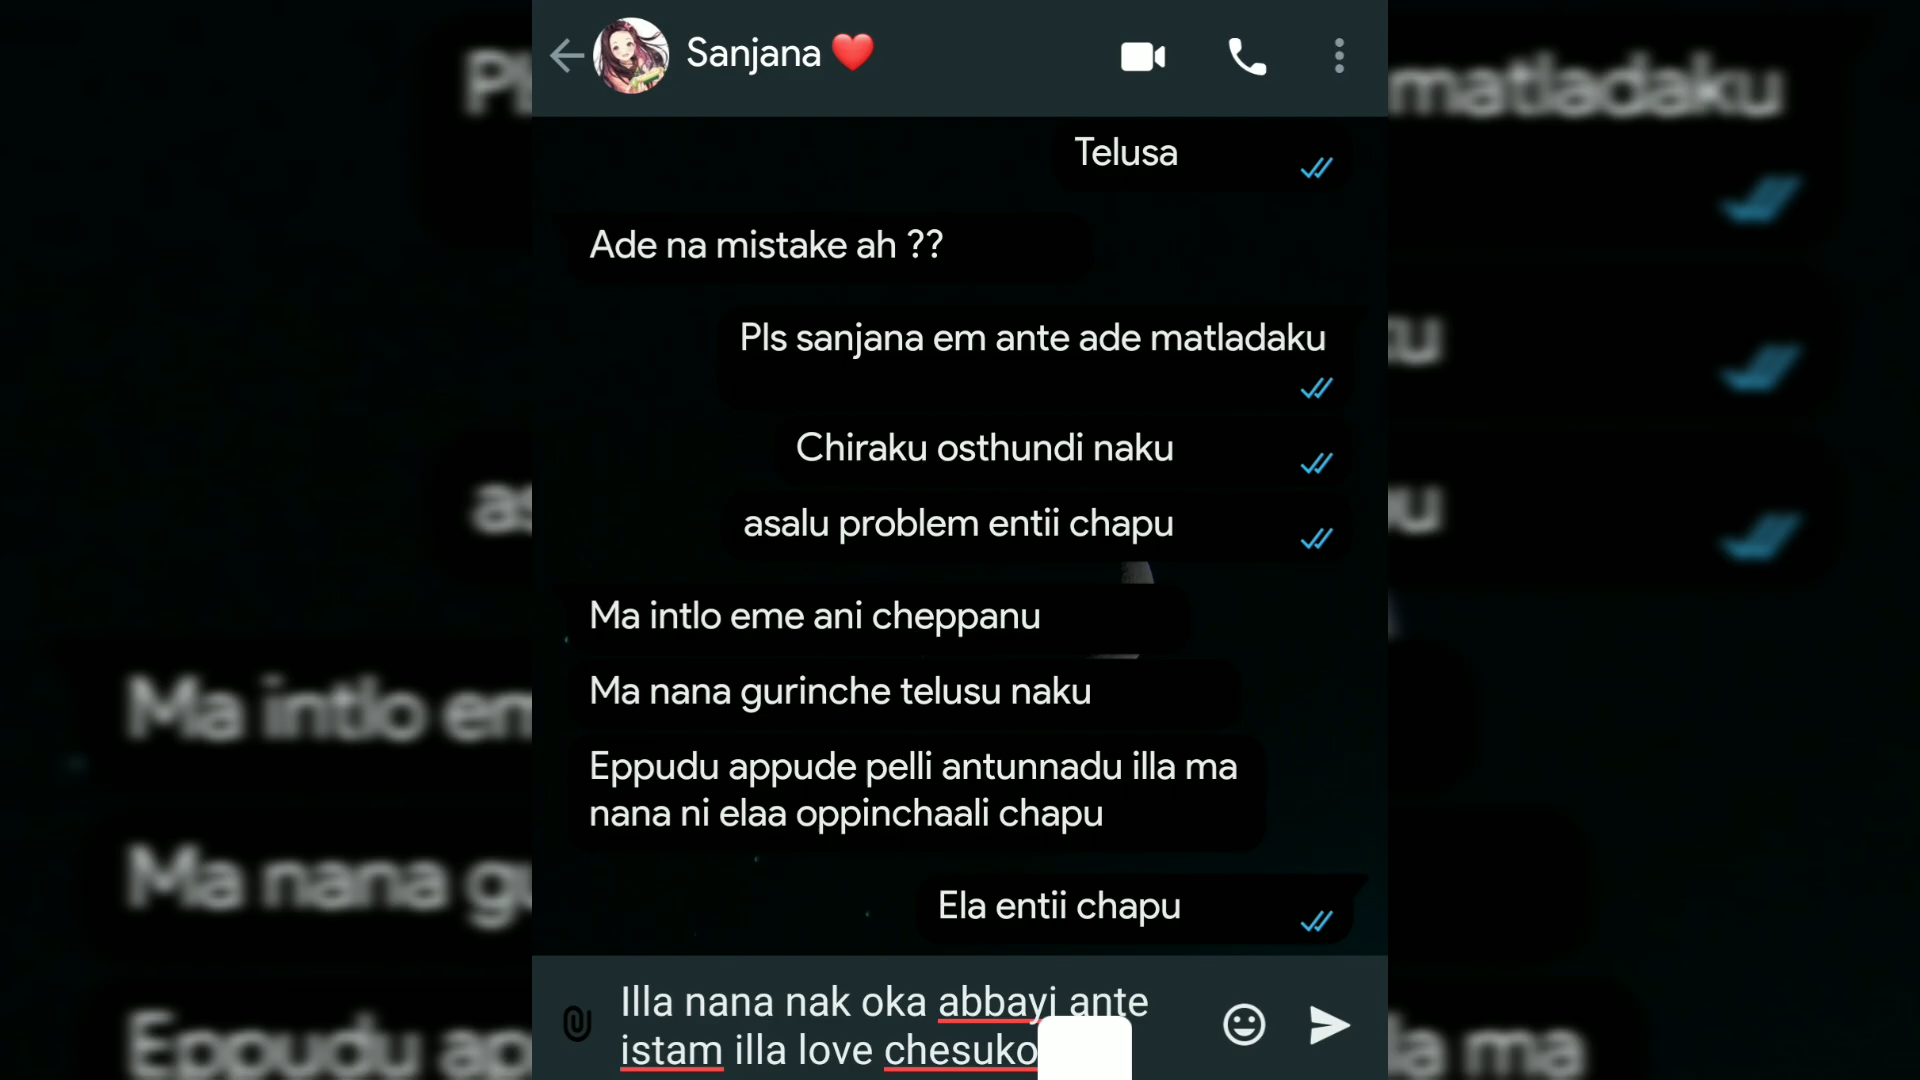 Sanjana ❤️
Telusa
Ade na mistake ah ??
Pls sanjana em ante ade matladaku
Chiraku osthundi naku
asalu problem entii chapu
Ma intlo eme ani cheppanu
Ma nana gurinche telusu naku
Eppudu appude pelli antunnadu illa ma
nana ni elaa oppinchaali chapu
Ela entii chapu
Illa nana nak oka abbayi ante
istam illa love chesuko